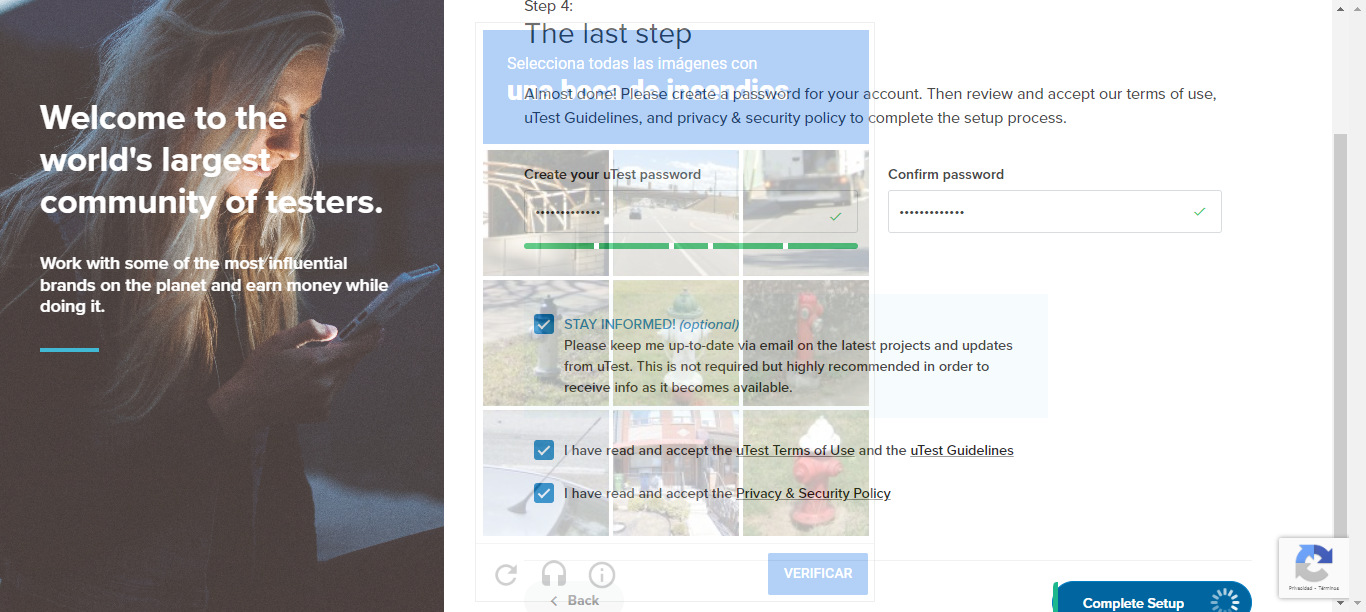 Welcome to the
world's largest
community of testers.
Work with some of the most influential
brands on the planet and earn money while
doing it.
Step 4:
The last step
Selecciona todas las imágenes con
una boca de incendios
Almost done! Please create a password for your account. Then review and accept our terms of use,
uTest Guidelines, and privacy & security policy to complete the setup process.
Create your uTest password
Confirm password
•••••••••••••
•••••••••••••
STAY INFORMED! (optional)
Please keep me up-to-date via email on the latest projects and updates
from uTest. This is not required but highly recommended in order to
receive info as it becomes available.
I have read and accept the uTest Terms of Use and the uTest Guidelines
I have read and accept the Privacy & Security Policy
VERIFICAR
Back
Complete Setup
Privacidad - Términos